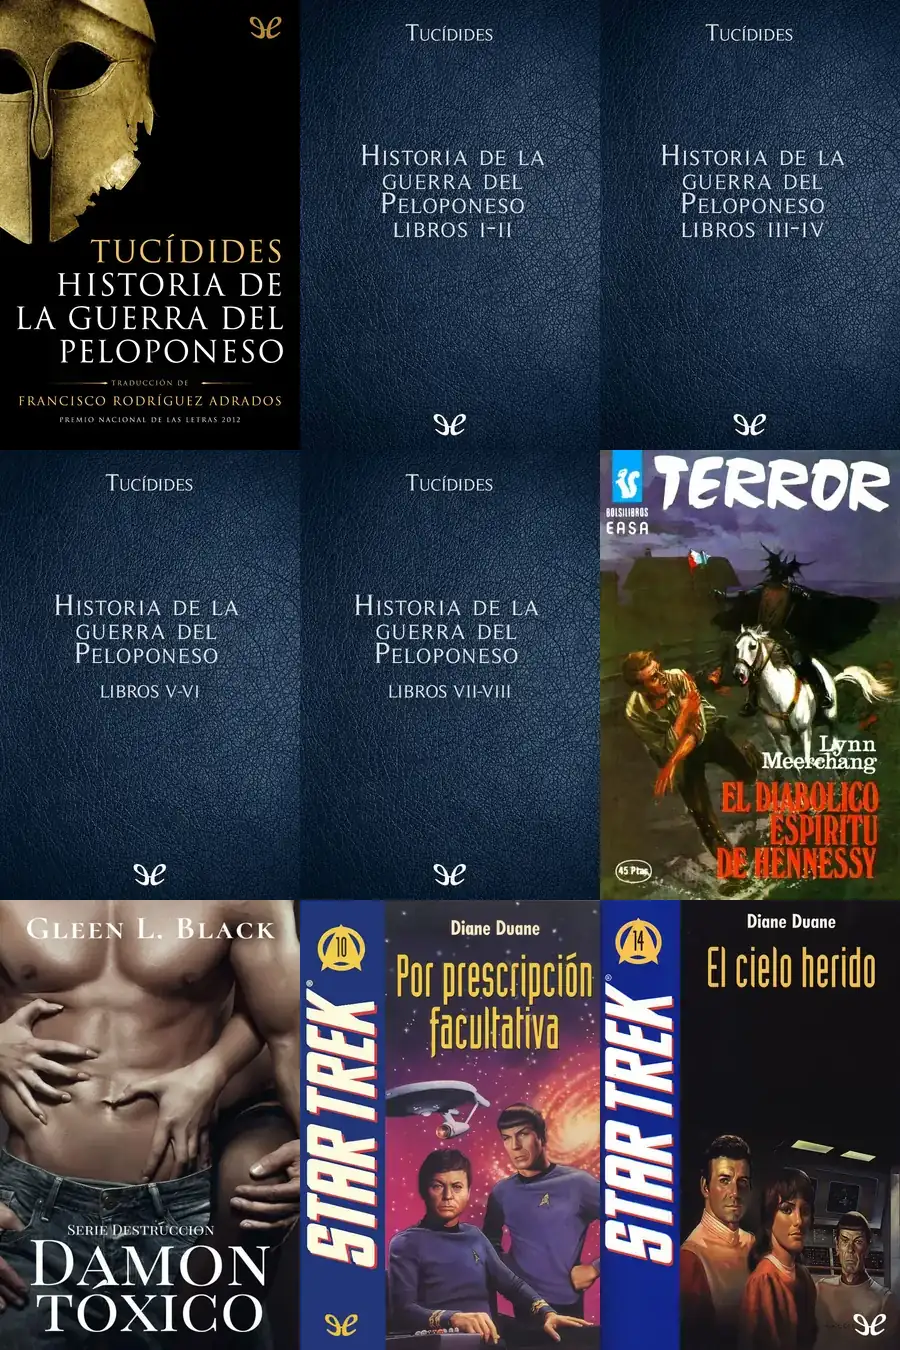 TUCÍDIDES
HISTORIA DE
LA GUERRA DEL
PELOPONESO
TRADUCCIÓN DE
FRANCISCO RODRÍGUEZ ADRADOS
PREMIO NACIONAL DE LAS LETRAS 2012
TUCÍDIDES
HISTORIA DE LA
GUERRA DEL
PELOPONESO
LIBROS I-II
TUCÍDIDES
HISTORIA DE LA
GUERRA DEL
PELOPONESO
LIBROS III-IV
TUCÍDIDES
HISTORIA DE LA
GUERRA DEL
PELOPONESO
LIBROS V-VI
TUCÍDIDES
HISTORIA DE LA
GUERRA DEL
PELOPONESO
LIBROS VII-VIII
BOLSILIBROS
EASA
TERROR
Lynn
Meerchang
EL DIABOLICO
ESPIRITU
DE HENNESSY
45 Ptas.
GLEEN L. BLACK
SERIE DESTRUCCIÓN
DAMON
TÓXICO
10
STAR TREK®
Diane Duane
Por prescripción
facultativa
14
STAR TREK®
Diane Duane
El cielo herido